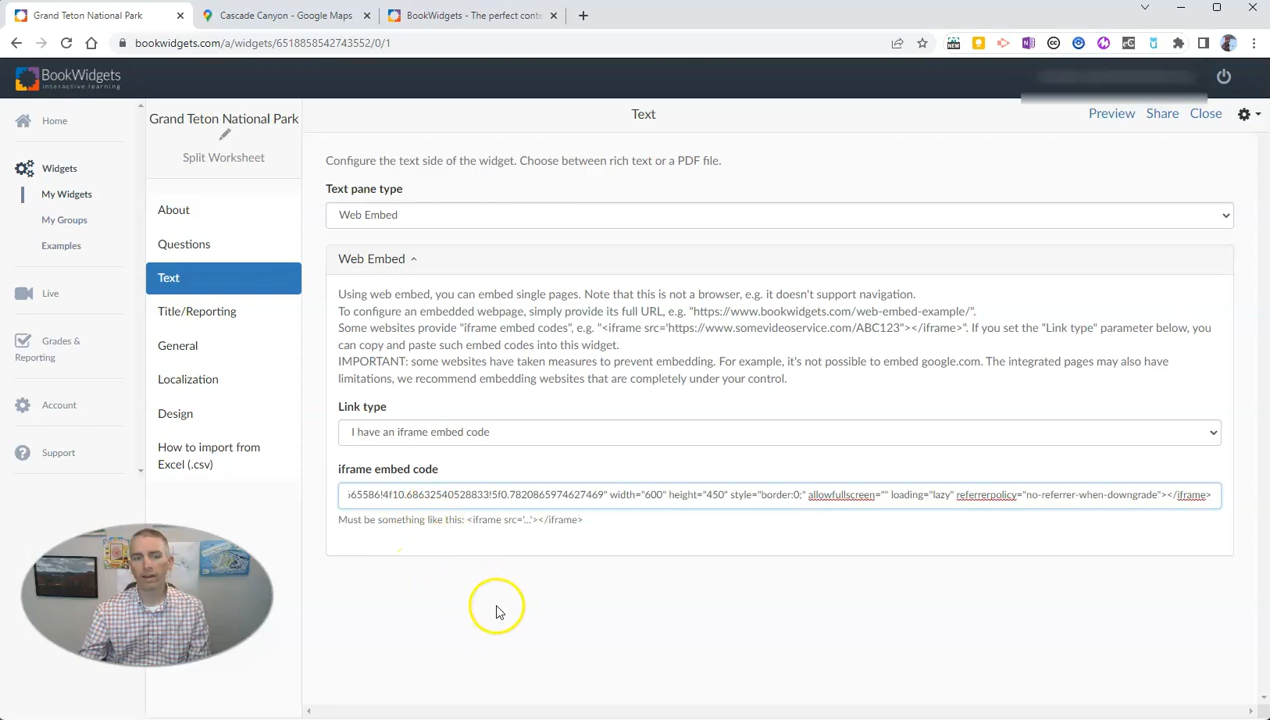 Grand Teton National Park
Cascade Canyon - Google Maps
BookWidgets - The perfect conte
bookwidgets.com/a/widgets/6518858542743552/0/1
BookWidgets
interactive learning
Home
Widgets
My Widgets
My Groups
Examples
Live
Grades &
Reporting
Account
Support
Grand Teton National Park
Split Worksheet
About
Questions
Text
Title/Reporting
General
Localization
Design
How to import from
Excel (.csv)
Text
Preview Share Close
Configure the text side of the widget. Choose between rich text or a PDF file.
Text pane type
Web Embed
Web Embed
Using web embed, you can embed single pages. Note that this is not a browser, e.g. it doesn't support navigation.
To configure an embedded webpage, simply provide its full URL, e.g. "https://www.bookwidgets.com/web-embed-example/".
Some websites provide "iframe embed codes", e.g. "<iframe src='https://www.somevideoservice.com/ABC123"></iframe>". If you set the "Link type" parameter below, you
can copy and paste such embed codes into this widget.
IMPORTANT: some websites have taken measures to prevent embedding. For example, it's not possible to embed google.com. The integrated pages may also have
limitations, we recommend embedding websites that are completely under your control.
Link type
I have an iframe embed code
iframe embed code
65586!4f10.68632540528833!5f0.7820865974627469" width="600" height="450" style="border:0;" allowfullscreen="" loading="lazy" referrerpolicy="no-referrer-when-downgrade"></iframe>
Must be something like this: <iframe src='...'></iframe>